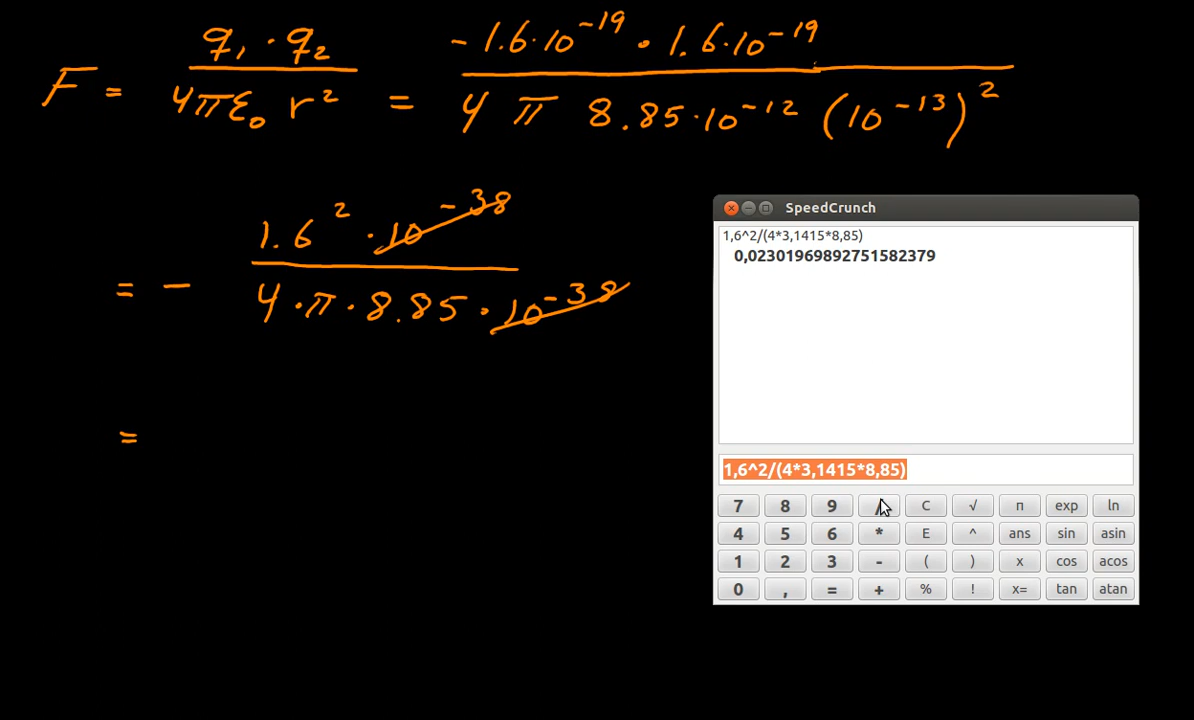 F = q₁ · q₂ / 4πε₀ r² = -1.6·10⁻¹⁹ · 1.6·10⁻¹⁹ / 4 π 8.85·10⁻¹² (10⁻¹³)²
= - 1.6² · 10⁻³⁸ / 4·π·8.85·10⁻³⁸
=
SpeedCrunch
1,6^2/(4*3,1415*8,85)
0,02301969892751582379
1,6^2/(4*3,1415*8,85)
7 8 9 / C √ π exp ln
4 5 6 * E ^ ans sin asin
1 2 3 - ( ) x cos acos
0 , = + % ! x= tan atan